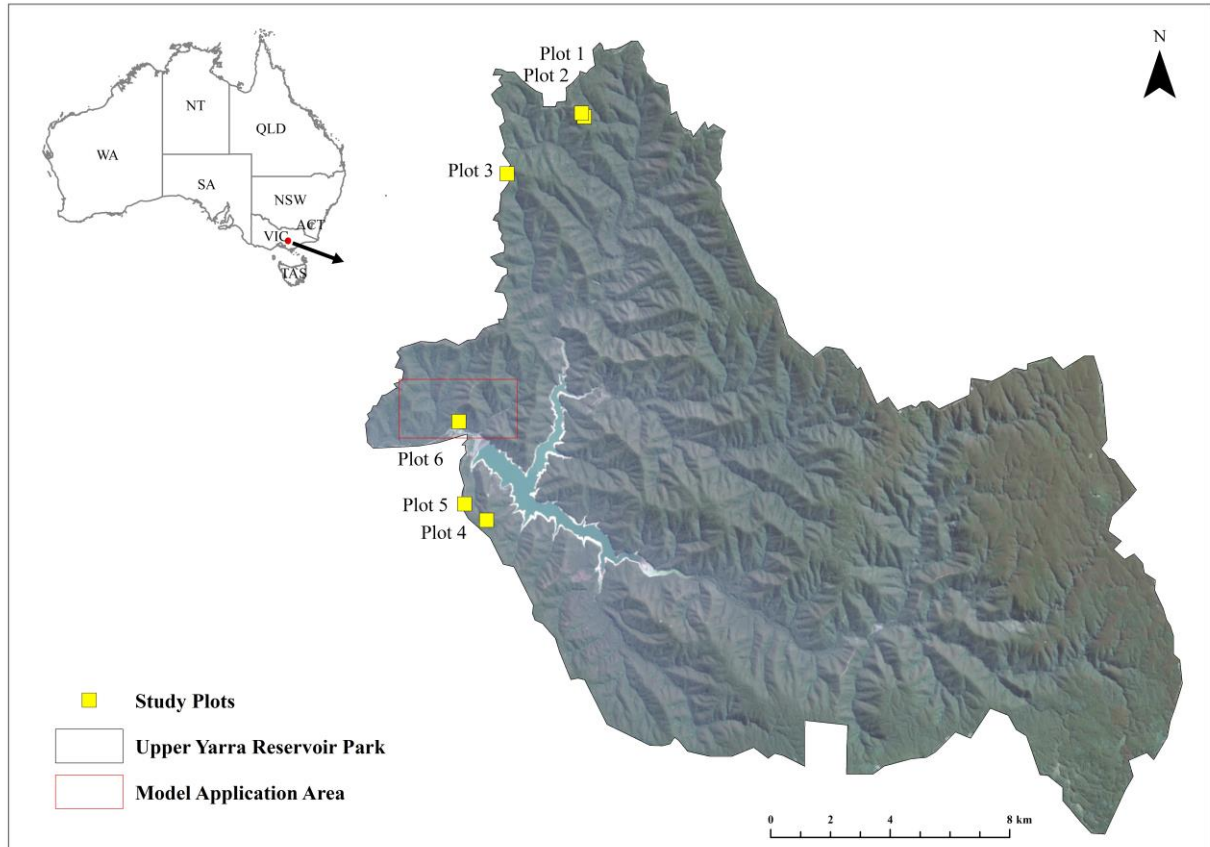 NT
QLD
WA
SA
NSW
ACT
VIC
TAS
Plot 1
Plot 2
N
Plot 3
Plot 6
Plot 5
Plot 4
Study Plots
Upper Yarra Reservoir Park
Model Application Area
0 2 4 8 km